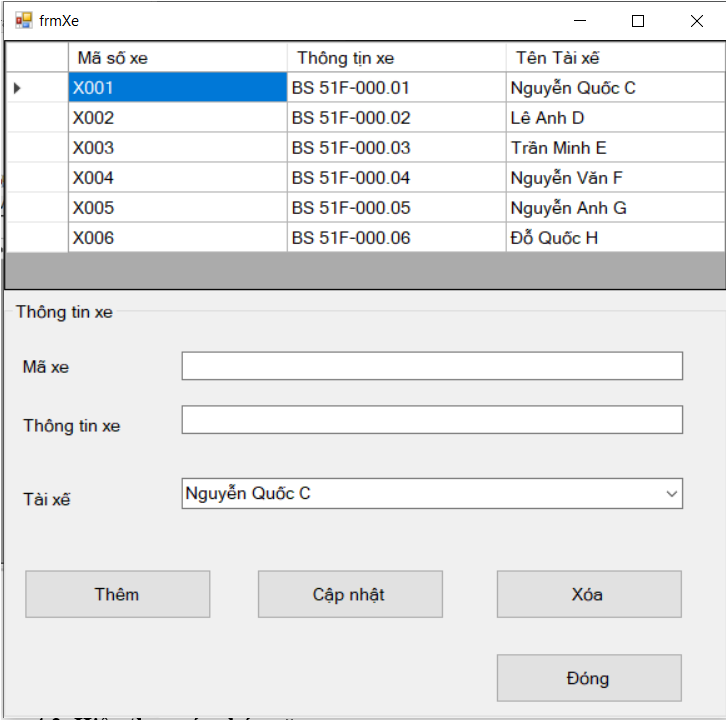 frmXe
Mã số xe Thông tin xe Tên Tài xế
X001 BS 51F-000.01 Nguyễn Quốc C
X002 BS 51F-000.02 Lê Anh D
X003 BS 51F-000.03 Trần Minh E
X004 BS 51F-000.04 Nguyễn Văn F
X005 BS 51F-000.05 Nguyễn Anh G
X006 BS 51F-000.06 Đỗ Quốc H
Thông tin xe
Mã xe
Thông tin xe
Tài xế Nguyễn Quốc C
Thêm Cập nhật Xóa
Đóng